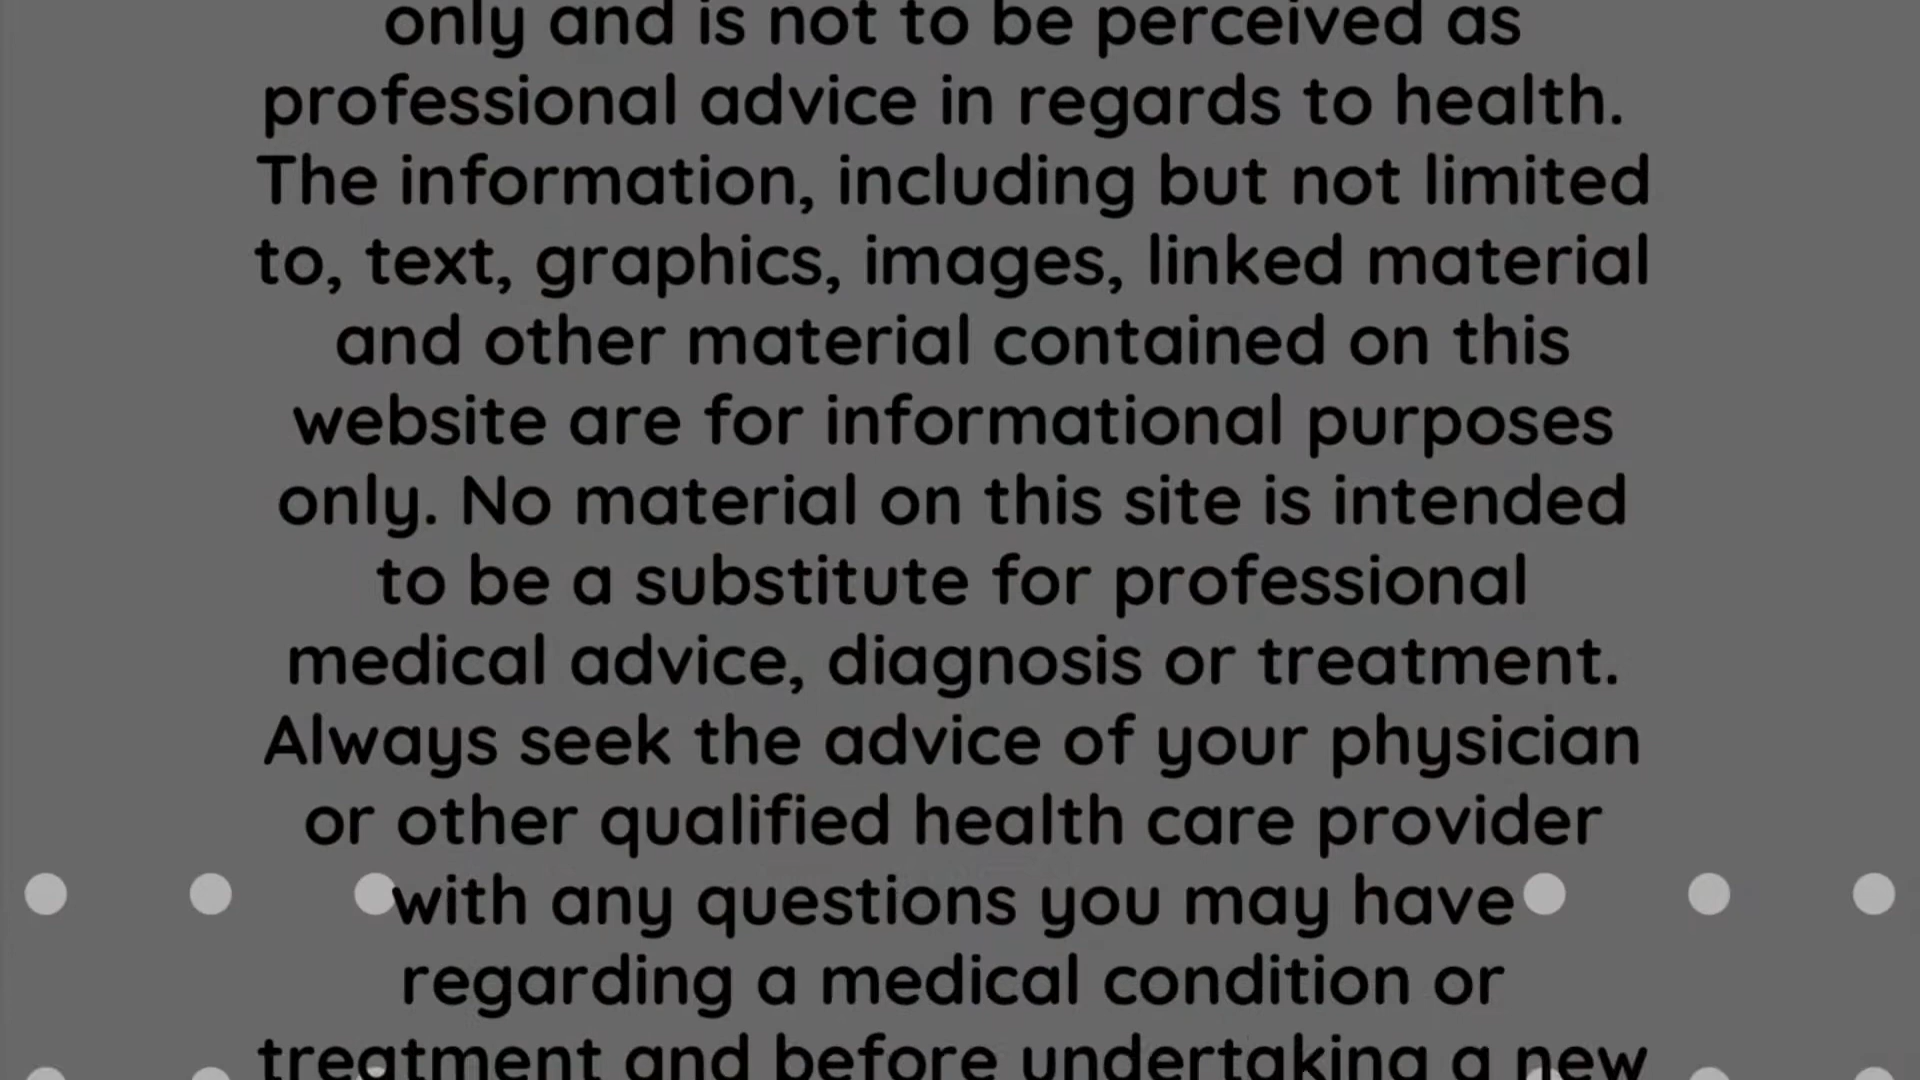 only and is not to be perceived as
professional advice in regards to health.
The information, including but not limited
to, text, graphics, images, linked material
and other material contained on this
website are for informational purposes
only. No material on this site is intended
to be a substitute for professional
medical advice, diagnosis or treatment.
Always seek the advice of your physician
or other qualified health care provider
with any questions you may have
regarding a medical condition or
treatment and before undertaking a new